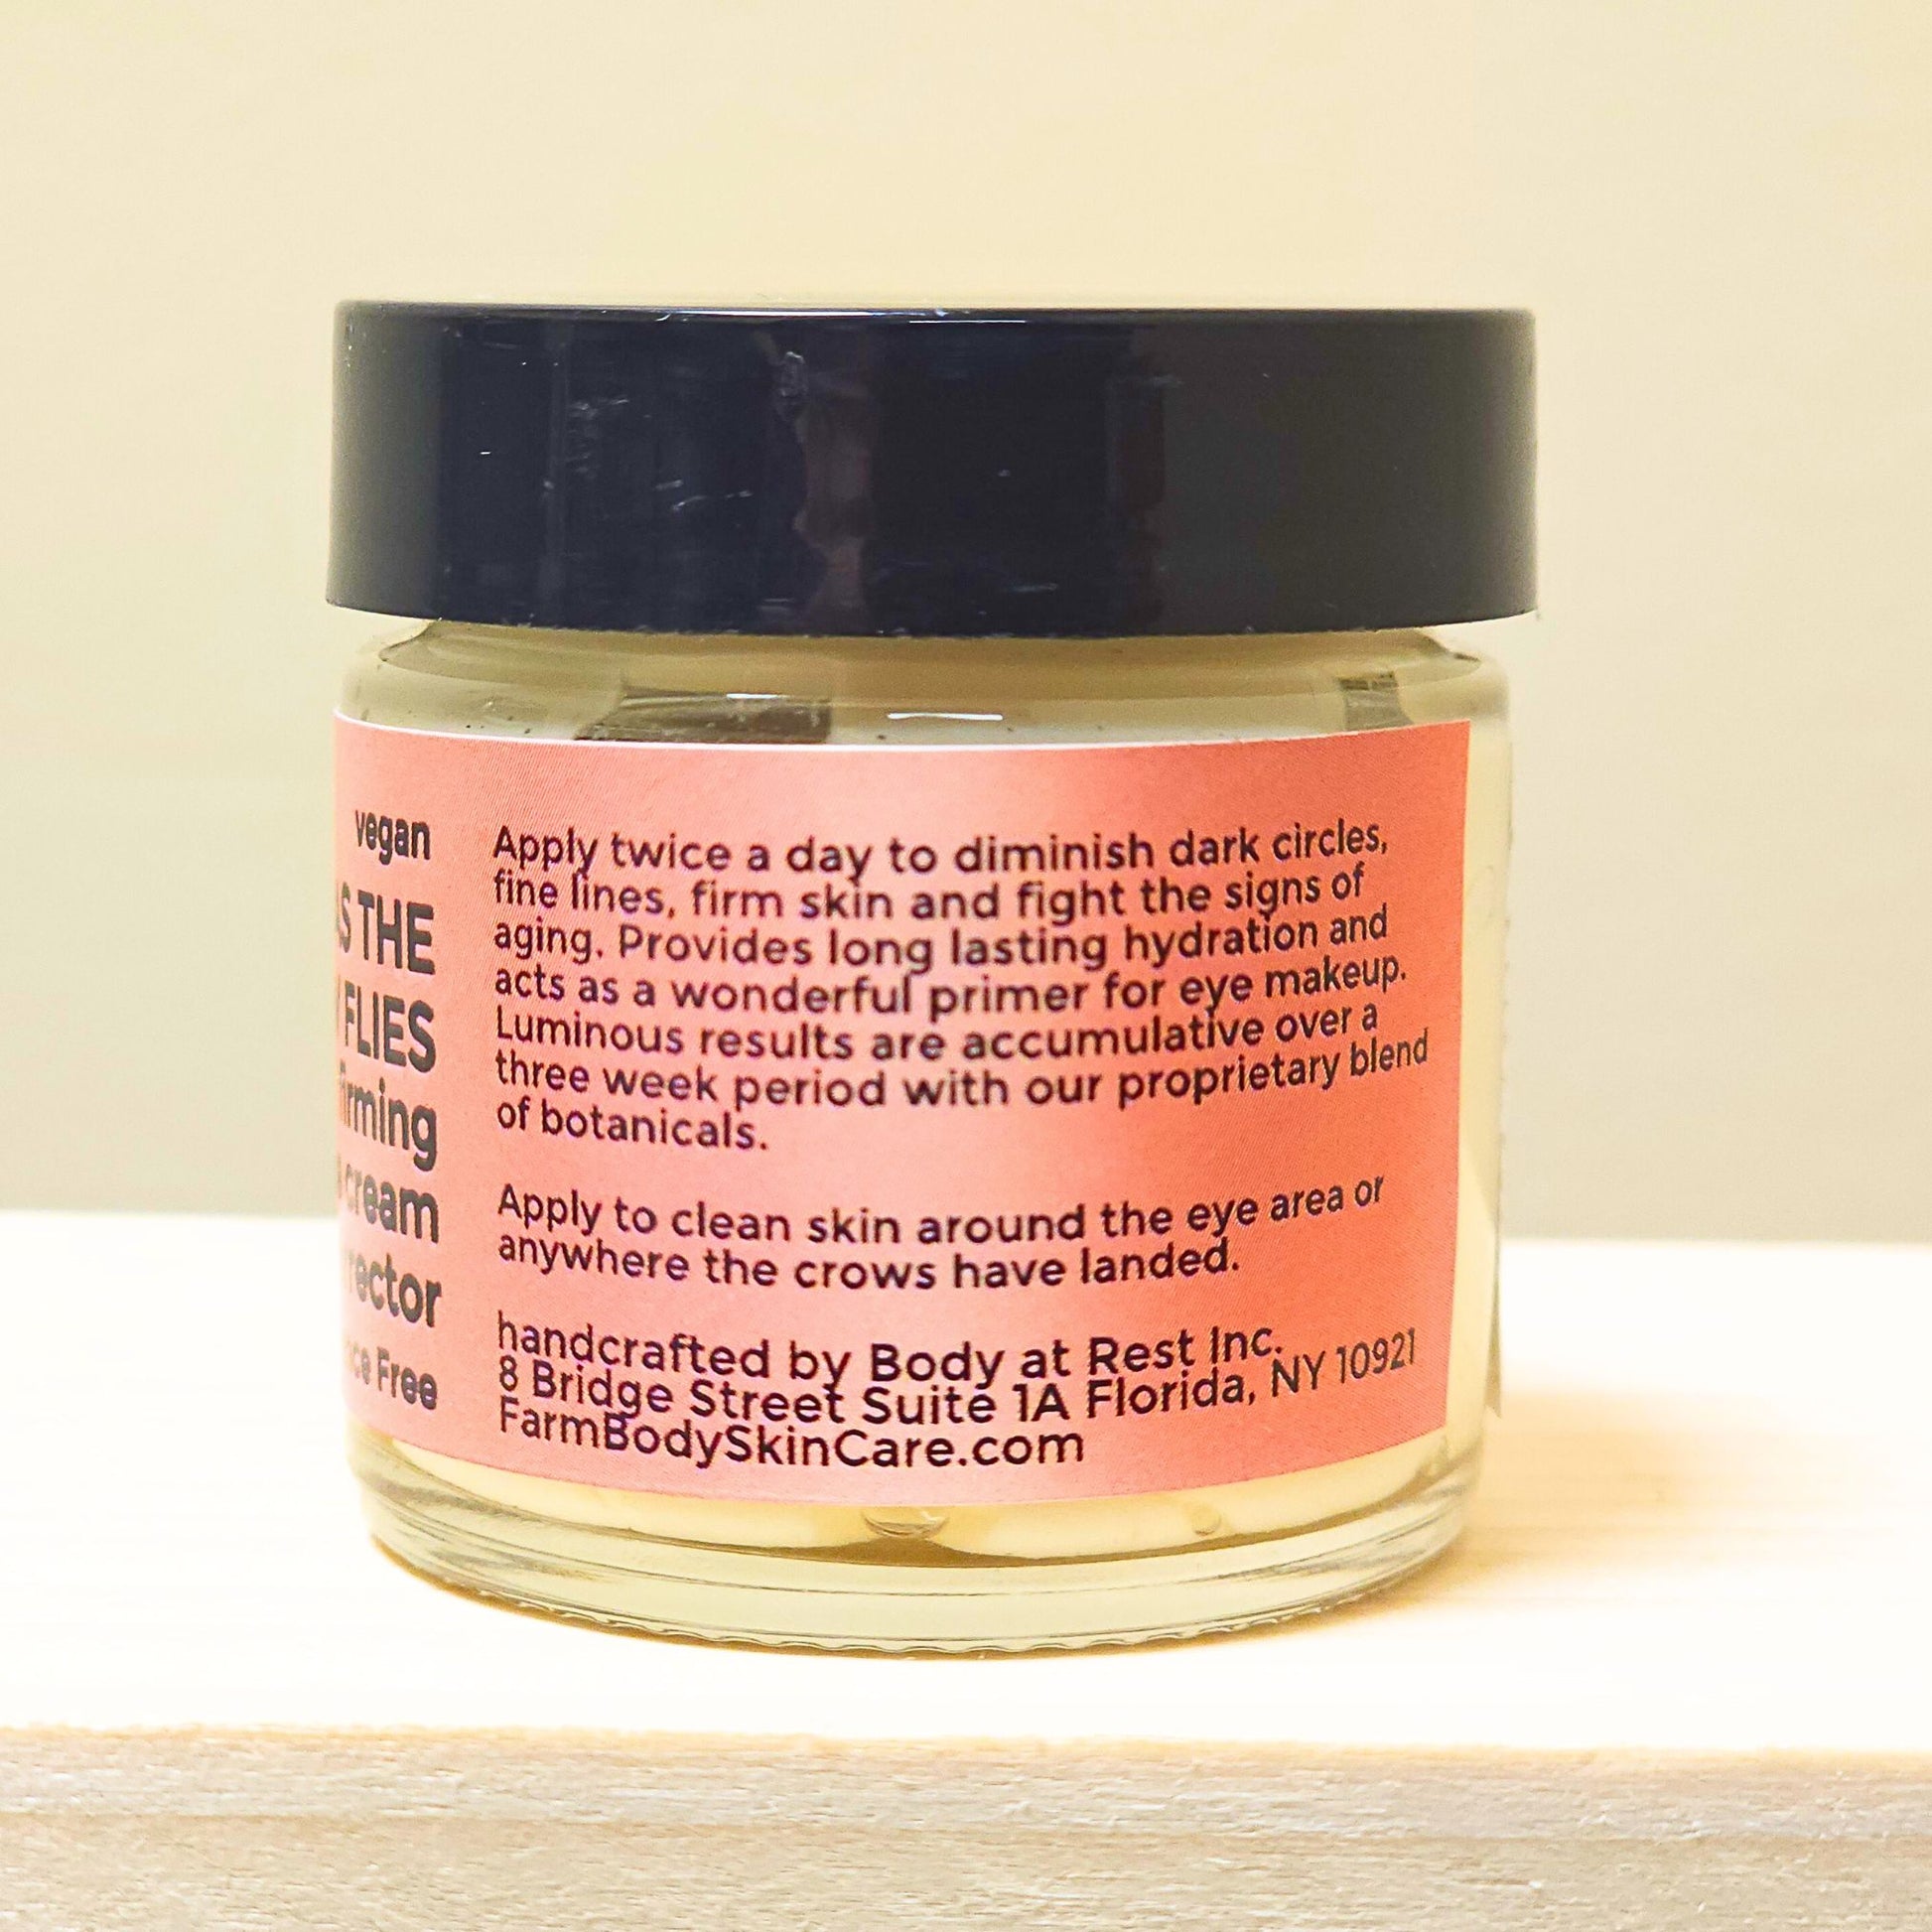 vegan
THE
FLIES
cream
Free
Apply twice a day to diminish dark circles,
fine lines, firm skin and fight the signs of
aging. Provides long lasting hydration and
acts as a wonderful primer for eye makeup.
Luminous results are accumulative over a
three week period with our proprietary blend
of botanicals.
Apply to clean skin around the eye area or
anywhere the crows have landed.
handcrafted by Body at Rest Inc.
8 Bridge Street Suite 1A Florida, NY 10921
FarmBodySkinCare.com